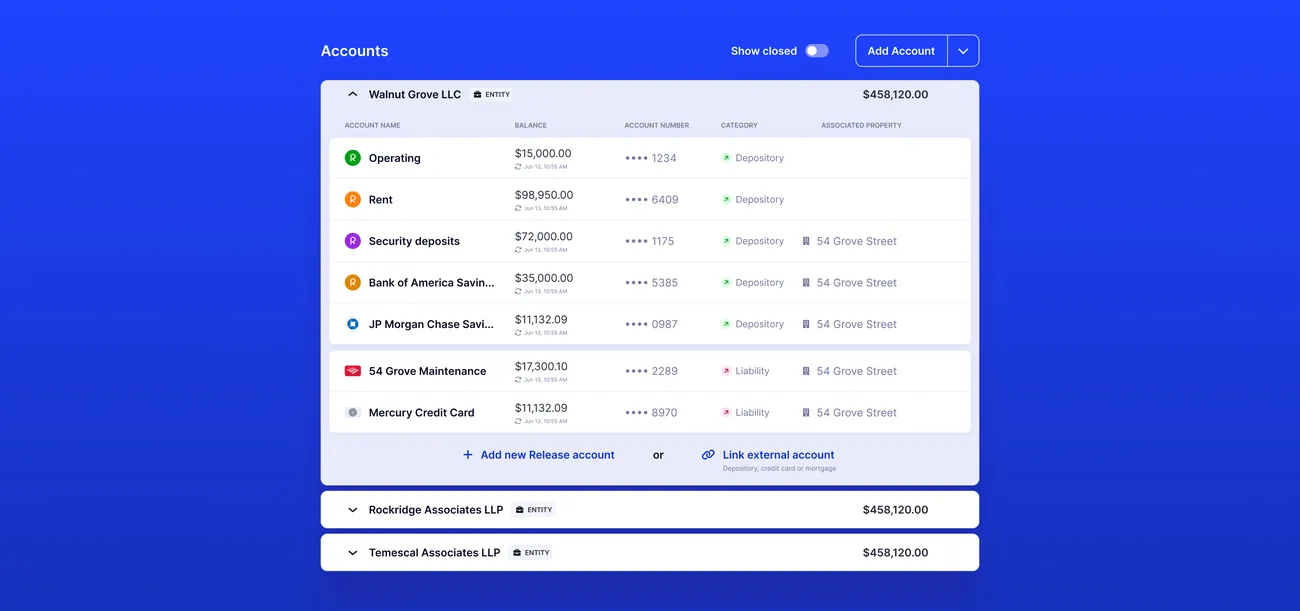 Accounts
Show closed
Add Account
Walnut Grove LLC ENTITY $458,120.00
ACCOUNT NAME BALANCE ACCOUNT NUMBER CATEGORY ASSOCIATED PROPERTY
R Operating $15,000.00 •••• 1234 Depository
Jun 13, 10:55 AM
R Rent $98,950.00 •••• 6409 Depository
Jun 13, 10:55 AM
R Security deposits $72,000.00 •••• 1175 Depository 54 Grove Street
Jun 13, 10:55 AM
R Bank of America Savin... $35,000.00 •••• 5385 Depository 54 Grove Street
Jun 13, 10:55 AM
JP Morgan Chase Savi... $11,132.09 •••• 0987 Depository 54 Grove Street
Jun 13, 10:55 AM
54 Grove Maintenance $17,300.10 •••• 2289 Liability 54 Grove Street
Jun 13, 10:55 AM
Mercury Credit Card $11,132.09 •••• 8970 Liability 54 Grove Street
Jun 13, 10:55 AM
+ Add new Release account or Link external account
Depository, credit card or mortgage
Rockridge Associates LLP ENTITY $458,120.00
Temescal Associates LLP ENTITY $458,120.00